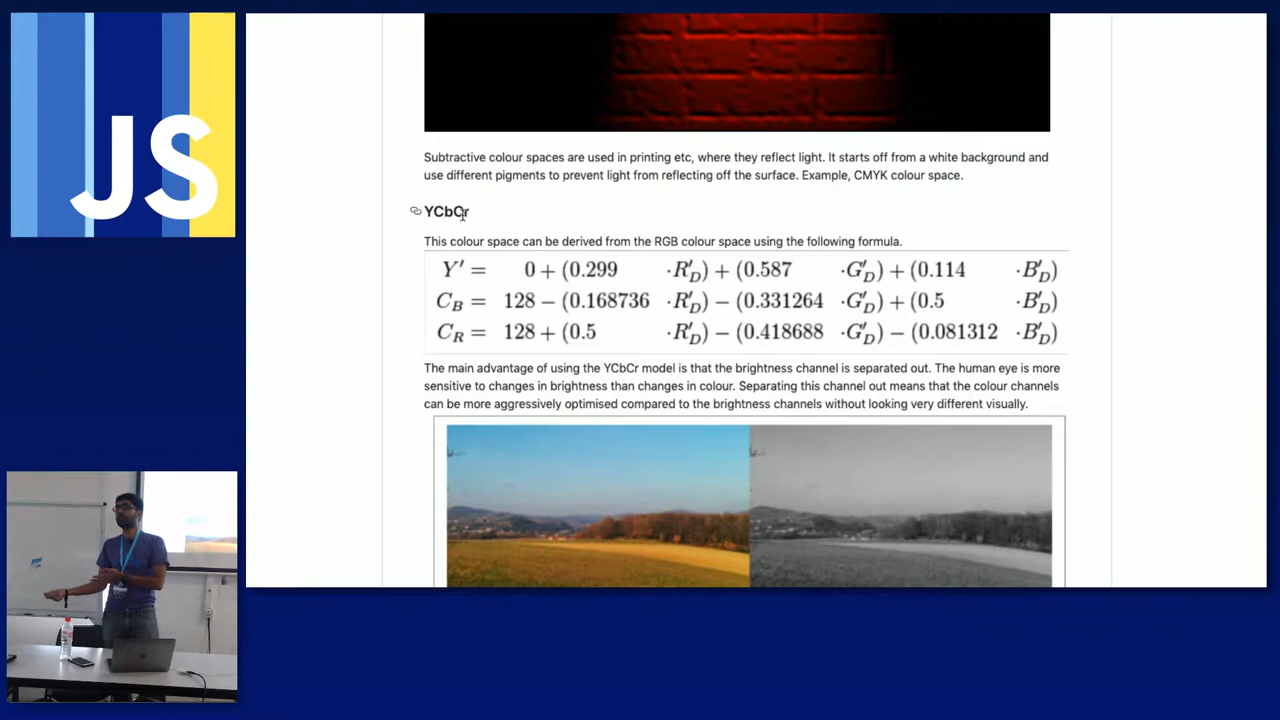 JS
Subtractive colour spaces are used in printing etc, where they reflect light. It starts off from a white background and
use different pigments to prevent light from reflecting off the surface. Example, CMYK colour space.
YCbCr
This colour space can be derived from the RGB colour space using the following formula.
Y' = 0 + (0.299 · R'D) + (0.587 · G'D) + (0.114 · B'D)
CB = 128 − (0.168736 · R'D) − (0.331264 · G'D) + (0.5 · B'D)
CR = 128 + (0.5 · R'D) − (0.418688 · G'D) − (0.081312 · B'D)
The main advantage of using the YCbCr model is that the brightness channel is separated out. The human eye is more
sensitive to changes in brightness than changes in colour. Separating this channel out means that the colour channels
can be more aggressively optimised compared to the brightness channels without looking very different visually.